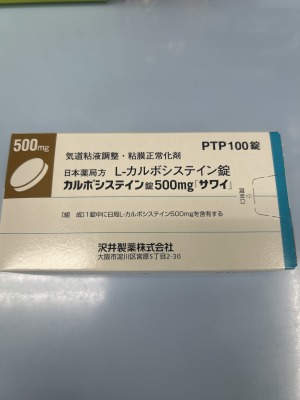 500mg
PTP100錠
気道粘液調整・粘膜正常化剤
日本薬局方 L-カルボシステイン錠
カルボシステイン錠500mg「サワイ」
[組 成]1錠中に日局L-カルボシステイン500mgを含有する
沢井製薬株式会社
大阪市淀川区宮原5丁目2-30